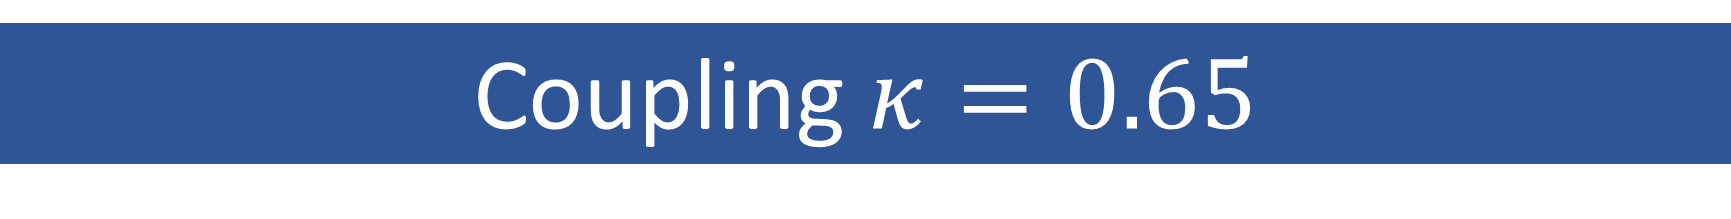 Coupling κ = 0.65